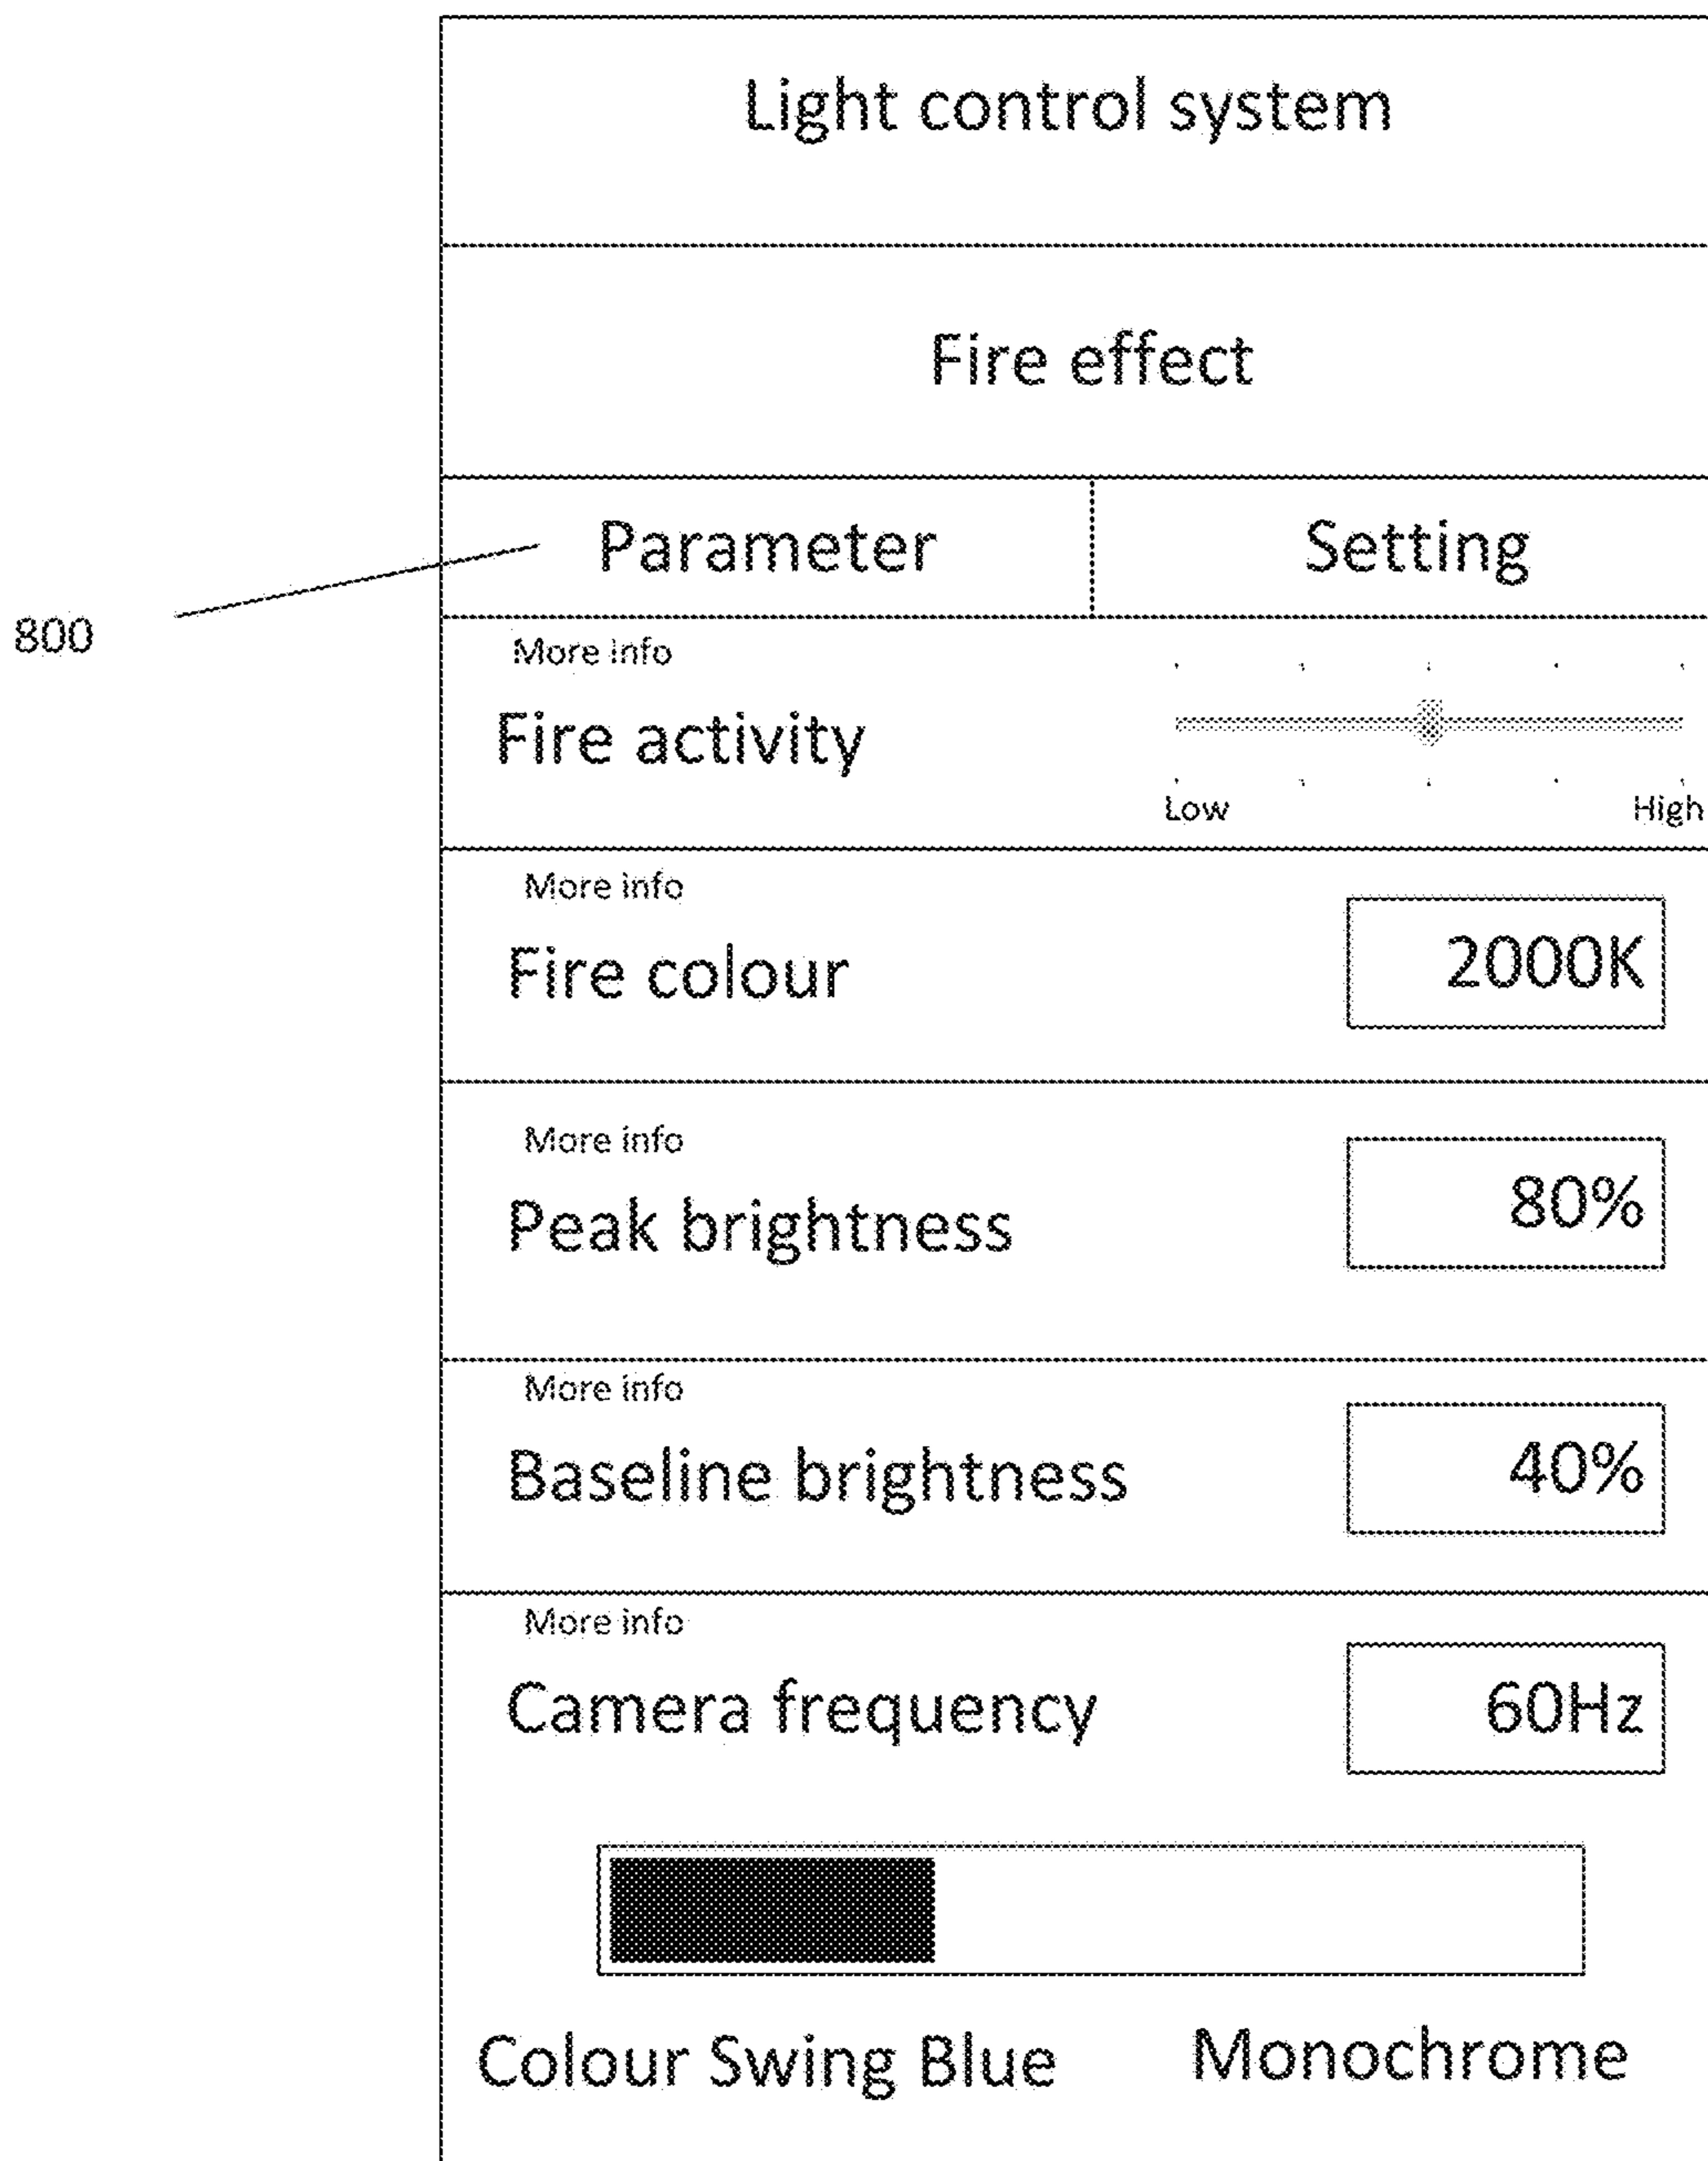 Light control system
Fire effect
Parameter Setting
800
More info
Fire activity
Low High
More info
Fire colour 2000K
More info
Peak brightness 80%
More info
Baseline brightness 40%
More info
Camera frequency 60Hz
Colour Swing Blue Monochrome